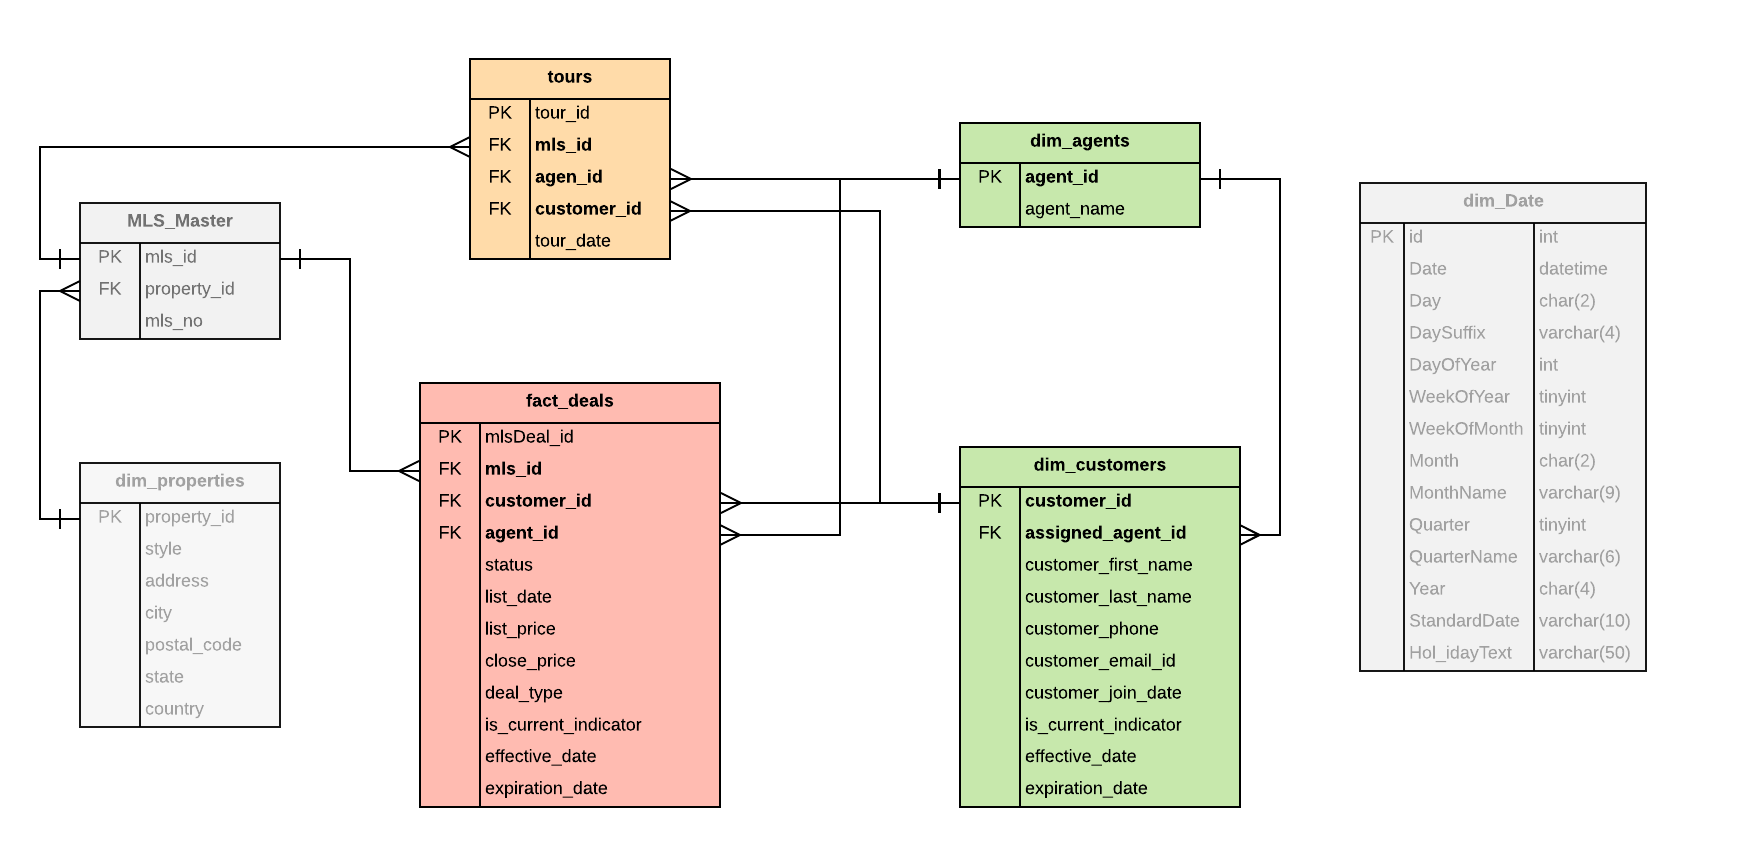 tours
PK tour_id
FK mls_id
FK agen_id
FK customer_id
tour_date
dim_agents
PK agent_id
agent_name
MLS_Master
PK mls_id
FK property_id
mls_no
dim_Date
PK id int
Date datetime
Day char(2)
DaySuffix varchar(4)
DayOfYear int
WeekOfYear tinyint
WeekOfMonth tinyint
Month char(2)
MonthName varchar(9)
Quarter tinyint
QuarterName varchar(6)
Year char(4)
StandardDate varchar(10)
Hol_idayText varchar(50)
fact_deals
PK mlsDeal_id
FK mls_id
FK customer_id
FK agent_id
status
list_date
list_price
close_price
deal_type
is_current_indicator
effective_date
expiration_date
dim_customers
PK customer_id
FK assigned_agent_id
customer_first_name
customer_last_name
customer_phone
customer_email_id
customer_join_date
is_current_indicator
effective_date
expiration_date
dim_properties
PK property_id
style
address
city
postal_code
state
country